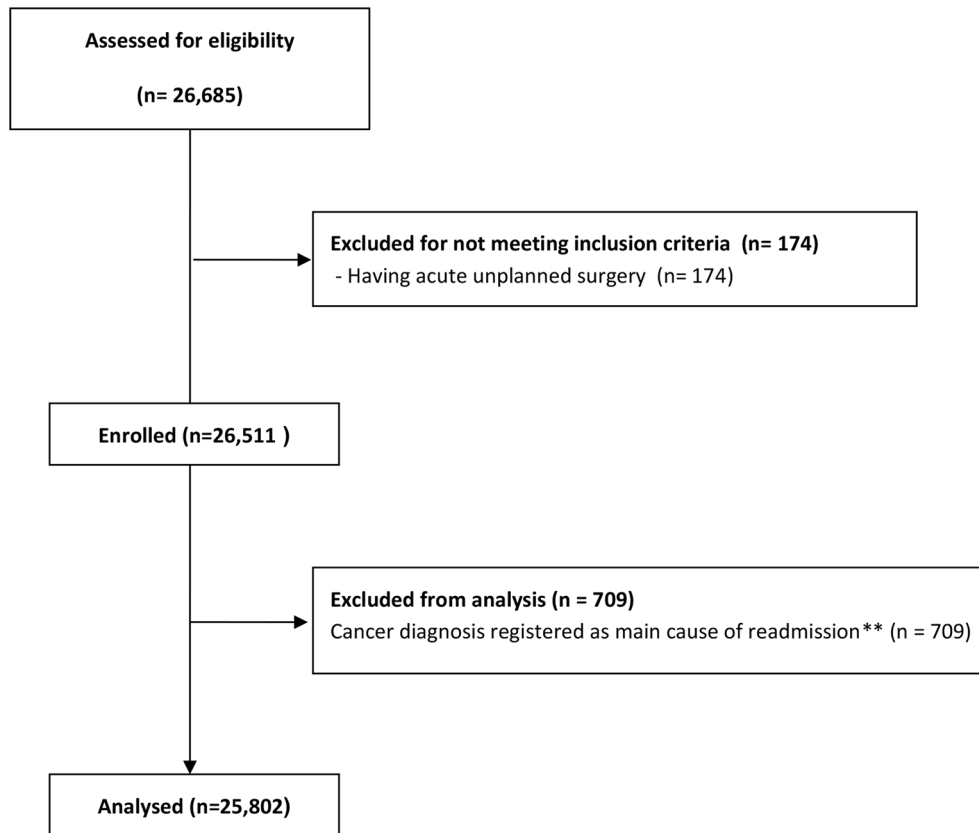 Assessed for eligibility
(n= 26,685)
Excluded for not meeting inclusion criteria (n= 174)
- Having acute unplanned surgery (n= 174)
Enrolled (n=26,511 )
Excluded from analysis (n = 709)
Cancer diagnosis registered as main cause of readmission** (n = 709)
Analysed (n=25,802)